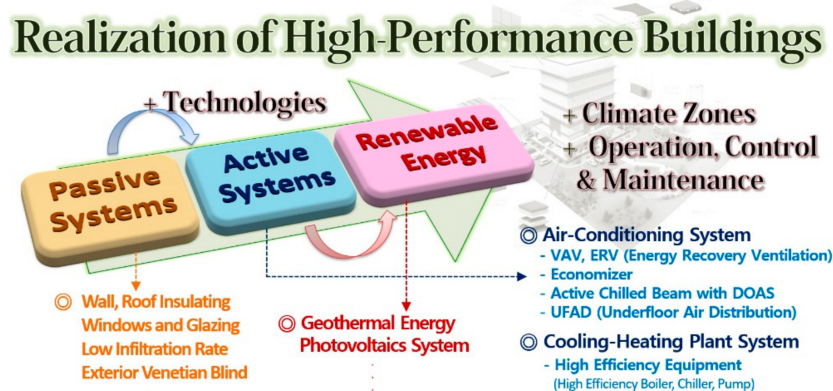 Realization of High-Performance Buildings
+ Technologies
Passive
Systems
Active
Systems
Renewable
Energy
+ Climate Zones
+ Operation, Control
& Maintenance
◎ Wall, Roof Insulating
Windows and Glazing
Low Infiltration Rate
Exterior Venetian Blind
◎ Geothermal Energy
Photovoltaics System
◎ Air-Conditioning System
- VAV, ERV (Energy Recovery Ventilation)
- Economizer
- Active Chilled Beam with DOAS
- UFAD (Underfloor Air Distribution)
◎ Cooling-Heating Plant System
- High Efficiency Equipment
(High Efficiency Boiler, Chiller, Pump)